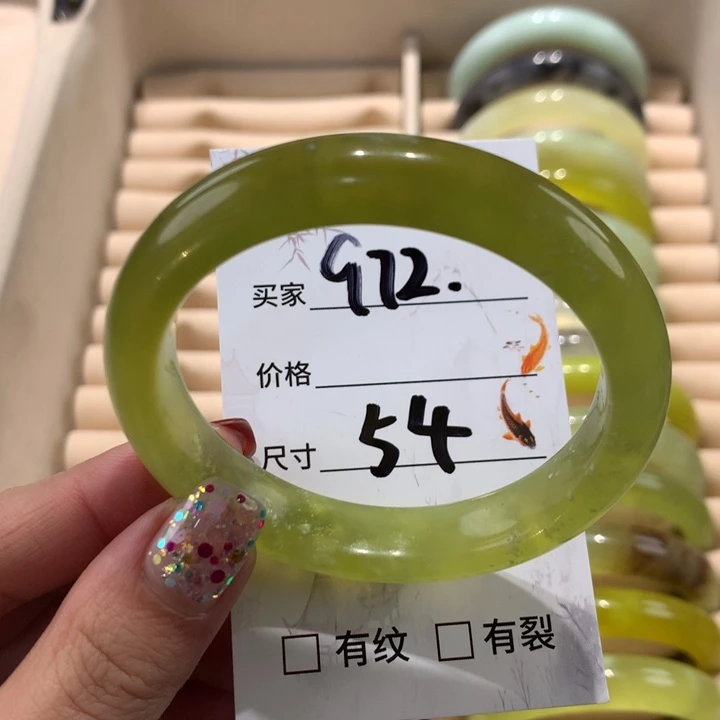 买家 972.
价格
尺寸 54
□ 有纹 □ 有裂